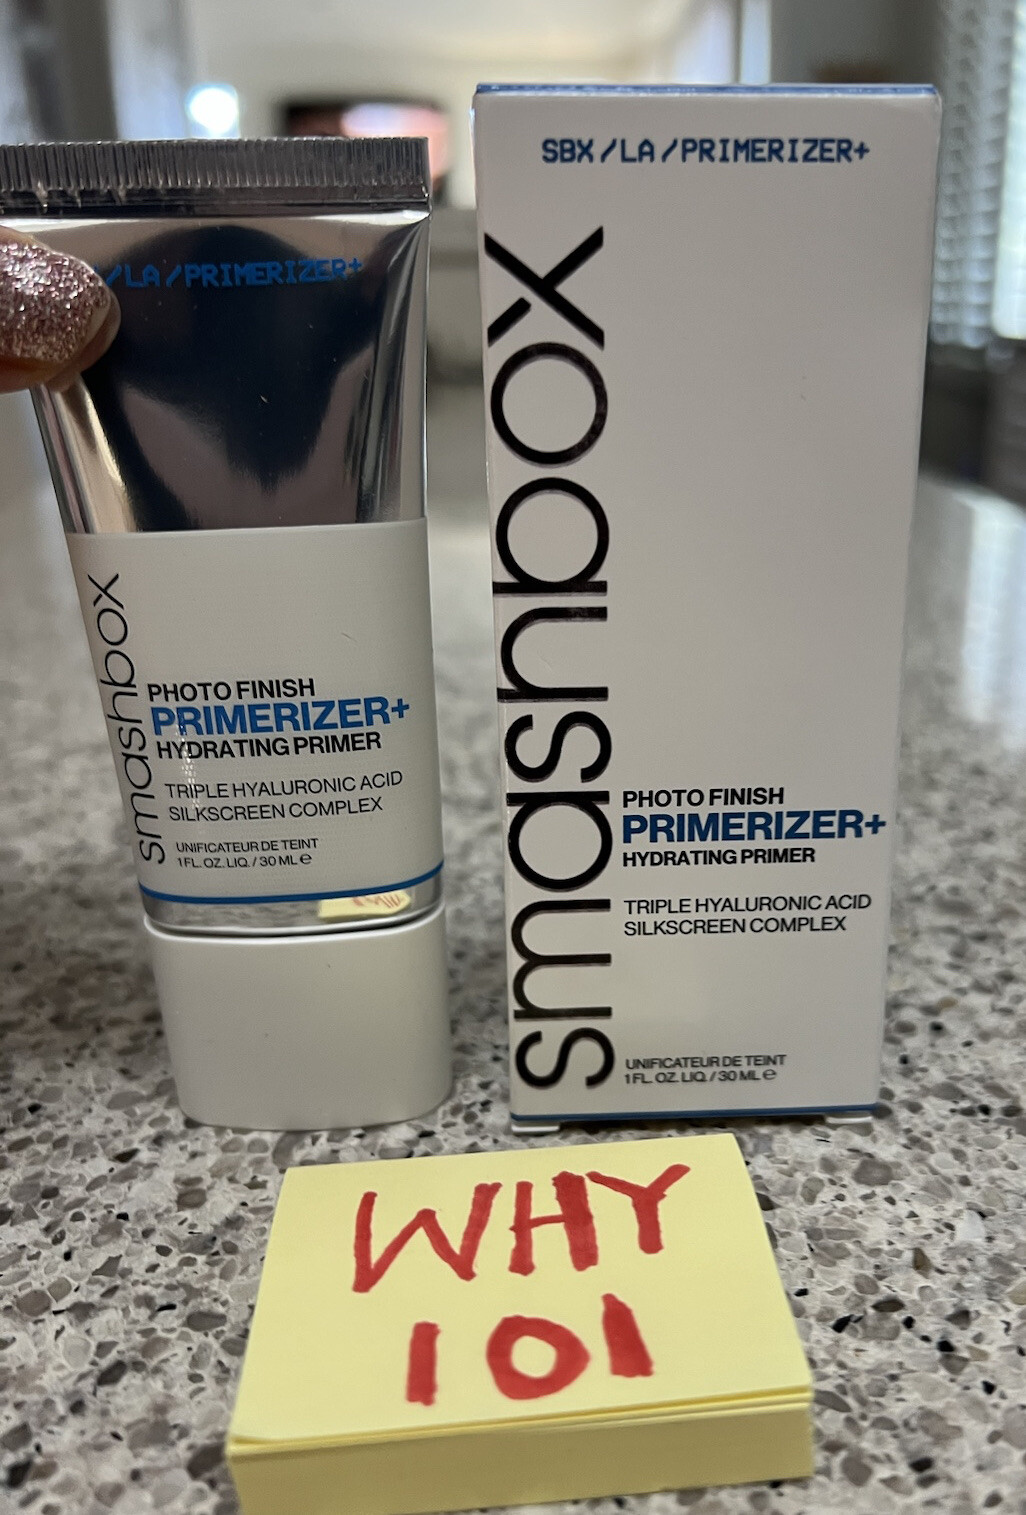 /LA/PRIMERIZER+
smashbox
PHOTO FINISH
PRIMERIZER+
HYDRATING PRIMER
TRIPLE HYALURONIC ACID
SILKSCREEN COMPLEX
UNIFICATEUR DE TEINT
1 FL. OZ. LIQ. / 30 ML ℮
SBX/LA/PRIMERIZER+
smashbox
PHOTO FINISH
PRIMERIZER+
HYDRATING PRIMER
TRIPLE HYALURONIC ACID
SILKSCREEN COMPLEX
UNIFICATEUR DE TEINT
1 FL. OZ. LIQ. / 30 ML ℮
WHY
101